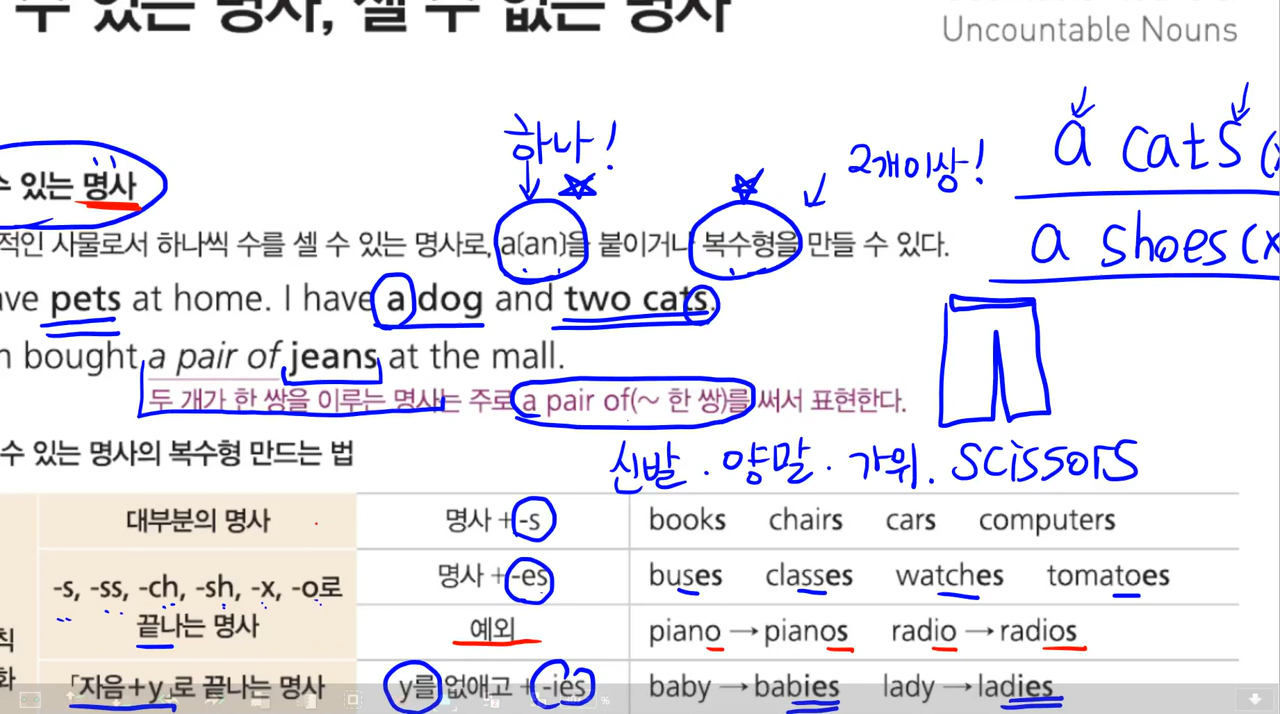 수 있는 명사, 셀 수 없는 명사
Uncountable Nouns
하나!
2개이상!
a cats (x
a shoes (x
수 있는 명사
적인 사물로서 하나씩 수를 셀 수 있는 명사로, a(an)을 붙이거나 복수형을 만들 수 있다.
ave pets at home. I have a dog and two cats.
bought a pair of jeans at the mall.
두 개가 한 쌍을 이루는 명사는 주로 a pair of(~ 한 쌍)를 써서 표현한다.
수 있는 명사의 복수형 만드는 법
신발 . 양말 . 가위 . scissors
대부분의 명사 명사 + -s books chairs cars computers
-s, -ss, -ch, -sh, -x, -o로 끝나는 명사 명사 + -es buses classes watches tomatoes
예외 piano → pianos radio → radios
칙
화
「자음+y」로 끝나는 명사 y를 없애고 + -ies baby → babies lady → ladies